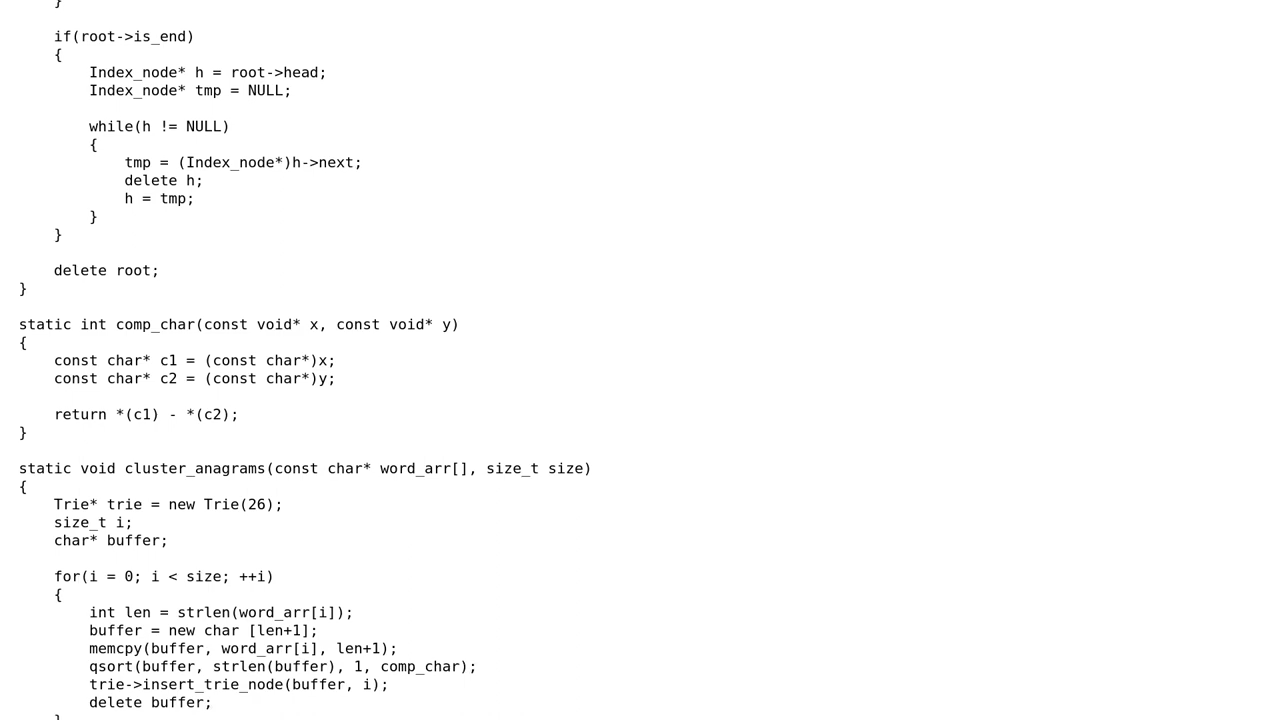 }
if(root->is_end)
{
Index_node* h = root->head;
Index_node* tmp = NULL;
while(h != NULL)
{
tmp = (Index_node*)h->next;
delete h;
h = tmp;
}
}
delete root;
}
static int comp_char(const void* x, const void* y)
{
const char* c1 = (const char*)x;
const char* c2 = (const char*)y;
return *(c1) - *(c2);
}
static void cluster_anagrams(const char* word_arr[], size_t size)
{
Trie* trie = new Trie(26);
size_t i;
char* buffer;
for(i = 0; i < size; ++i)
{
int len = strlen(word_arr[i]);
buffer = new char [len+1];
memcpy(buffer, word_arr[i], len+1);
qsort(buffer, strlen(buffer), 1, comp_char);
trie->insert_trie_node(buffer, i);
delete buffer;
}